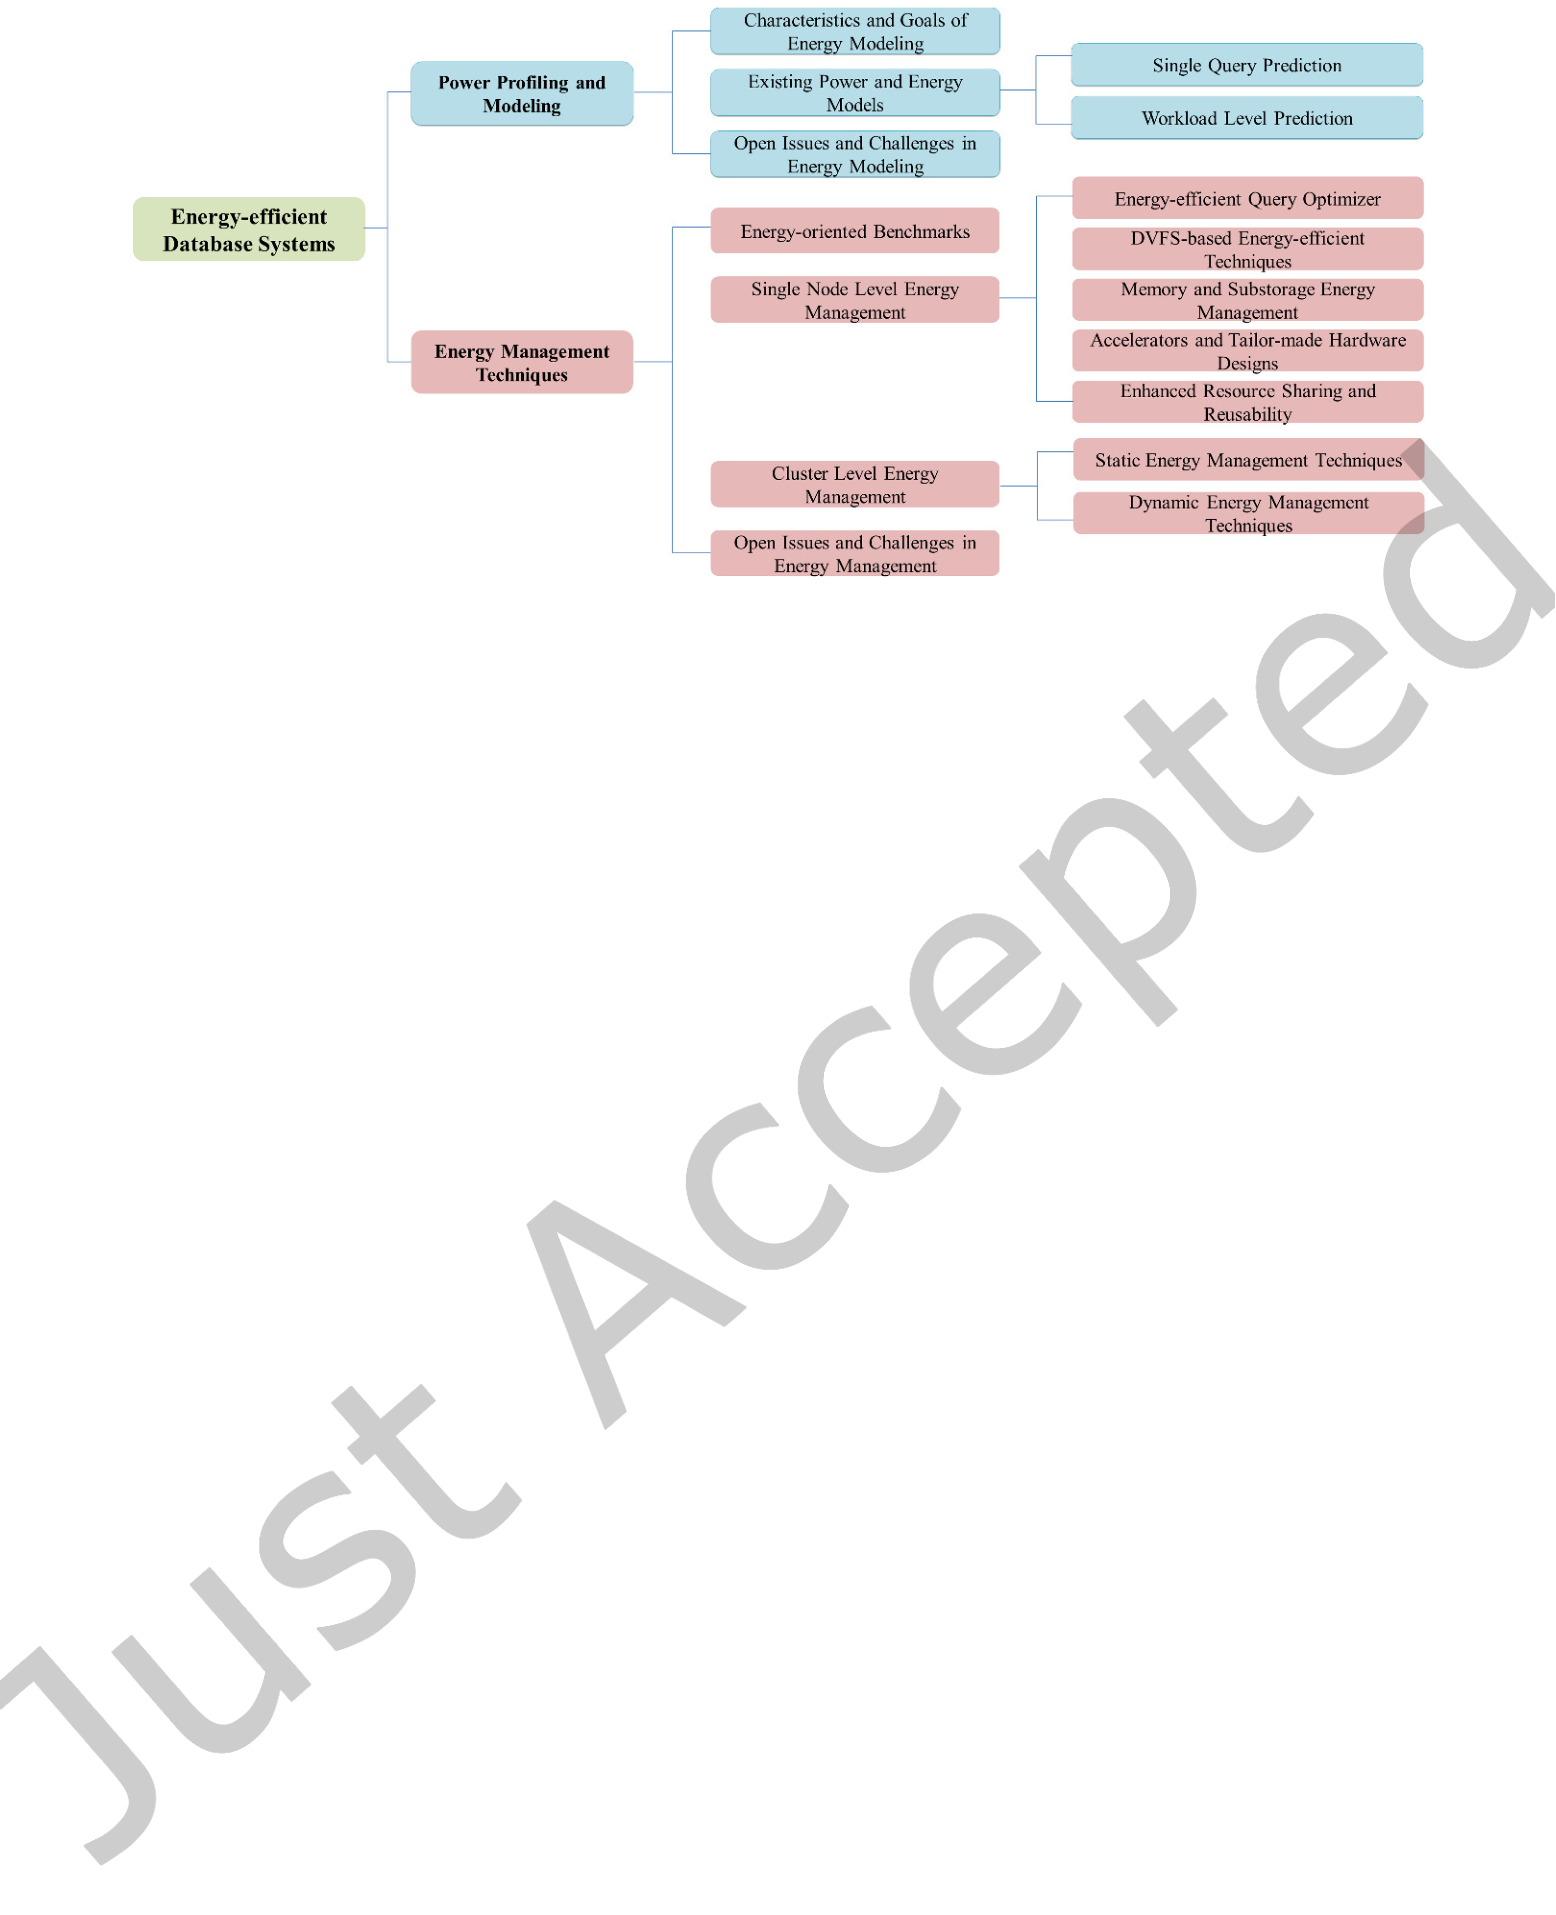 Energy-efficient
Database Systems
Power Profiling and
Modeling
Characteristics and Goals of
Energy Modeling
Existing Power and Energy
Models
Single Query Prediction
Workload Level Prediction
Open Issues and Challenges in
Energy Modeling
Energy Management
Techniques
Energy-oriented Benchmarks
Single Node Level Energy
Management
Energy-efficient Query Optimizer
DVFS-based Energy-efficient
Techniques
Memory and Substorage Energy
Management
Accelerators and Tailor-made Hardware
Designs
Enhanced Resource Sharing and
Reusability
Cluster Level Energy
Management
Static Energy Management Techniques
Dynamic Energy Management
Techniques
Open Issues and Challenges in
Energy Management
Just Accepted